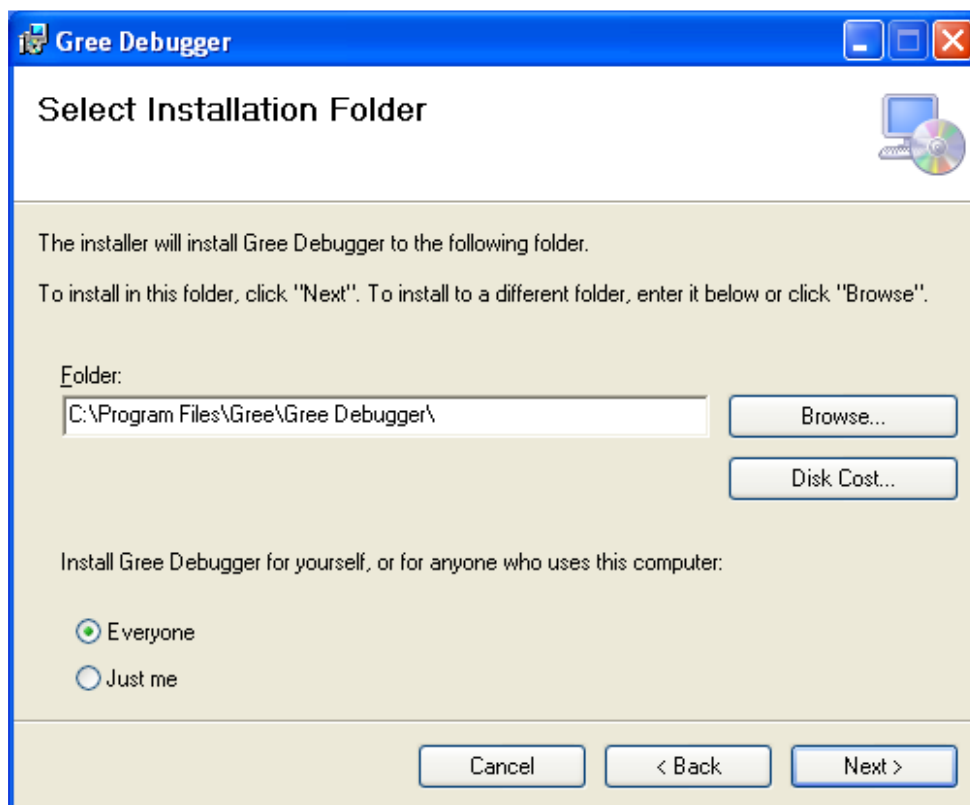 Gree Debugger
Select Installation Folder
The installer will install Gree Debugger to the following folder.
To install in this folder, click "Next". To install to a different folder, enter it below or click "Browse".
Folder:
C:\Program Files\Gree\Gree Debugger\
Browse...
Disk Cost...
Install Gree Debugger for yourself, or for anyone who uses this computer:
Everyone
Just me
Cancel
< Back
Next >